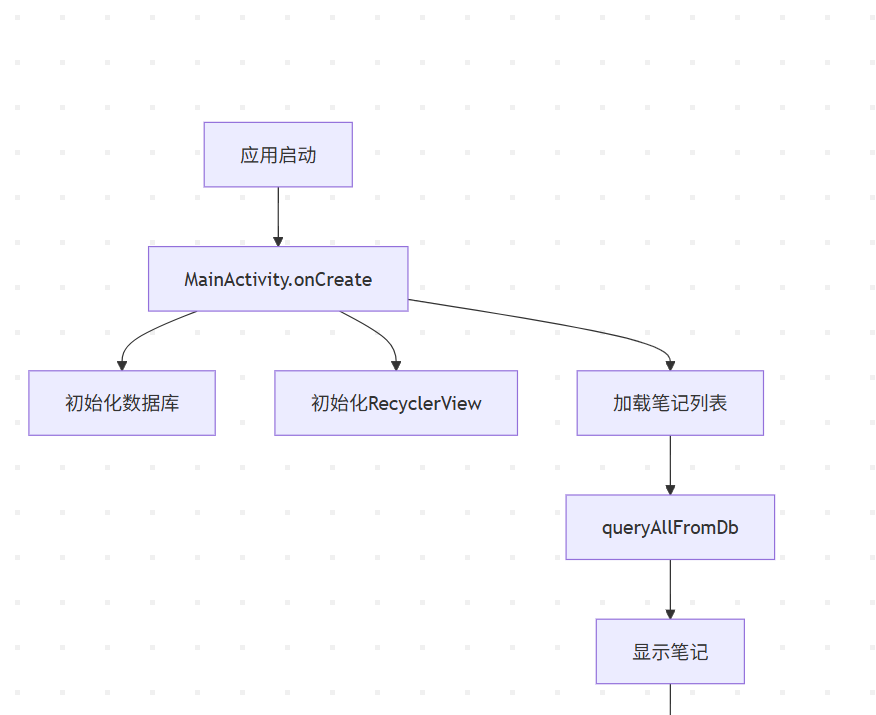 应用启动
MainActivity.onCreate
初始化数据库
初始化RecyclerView
加载笔记列表
queryAllFromDb
显示笔记